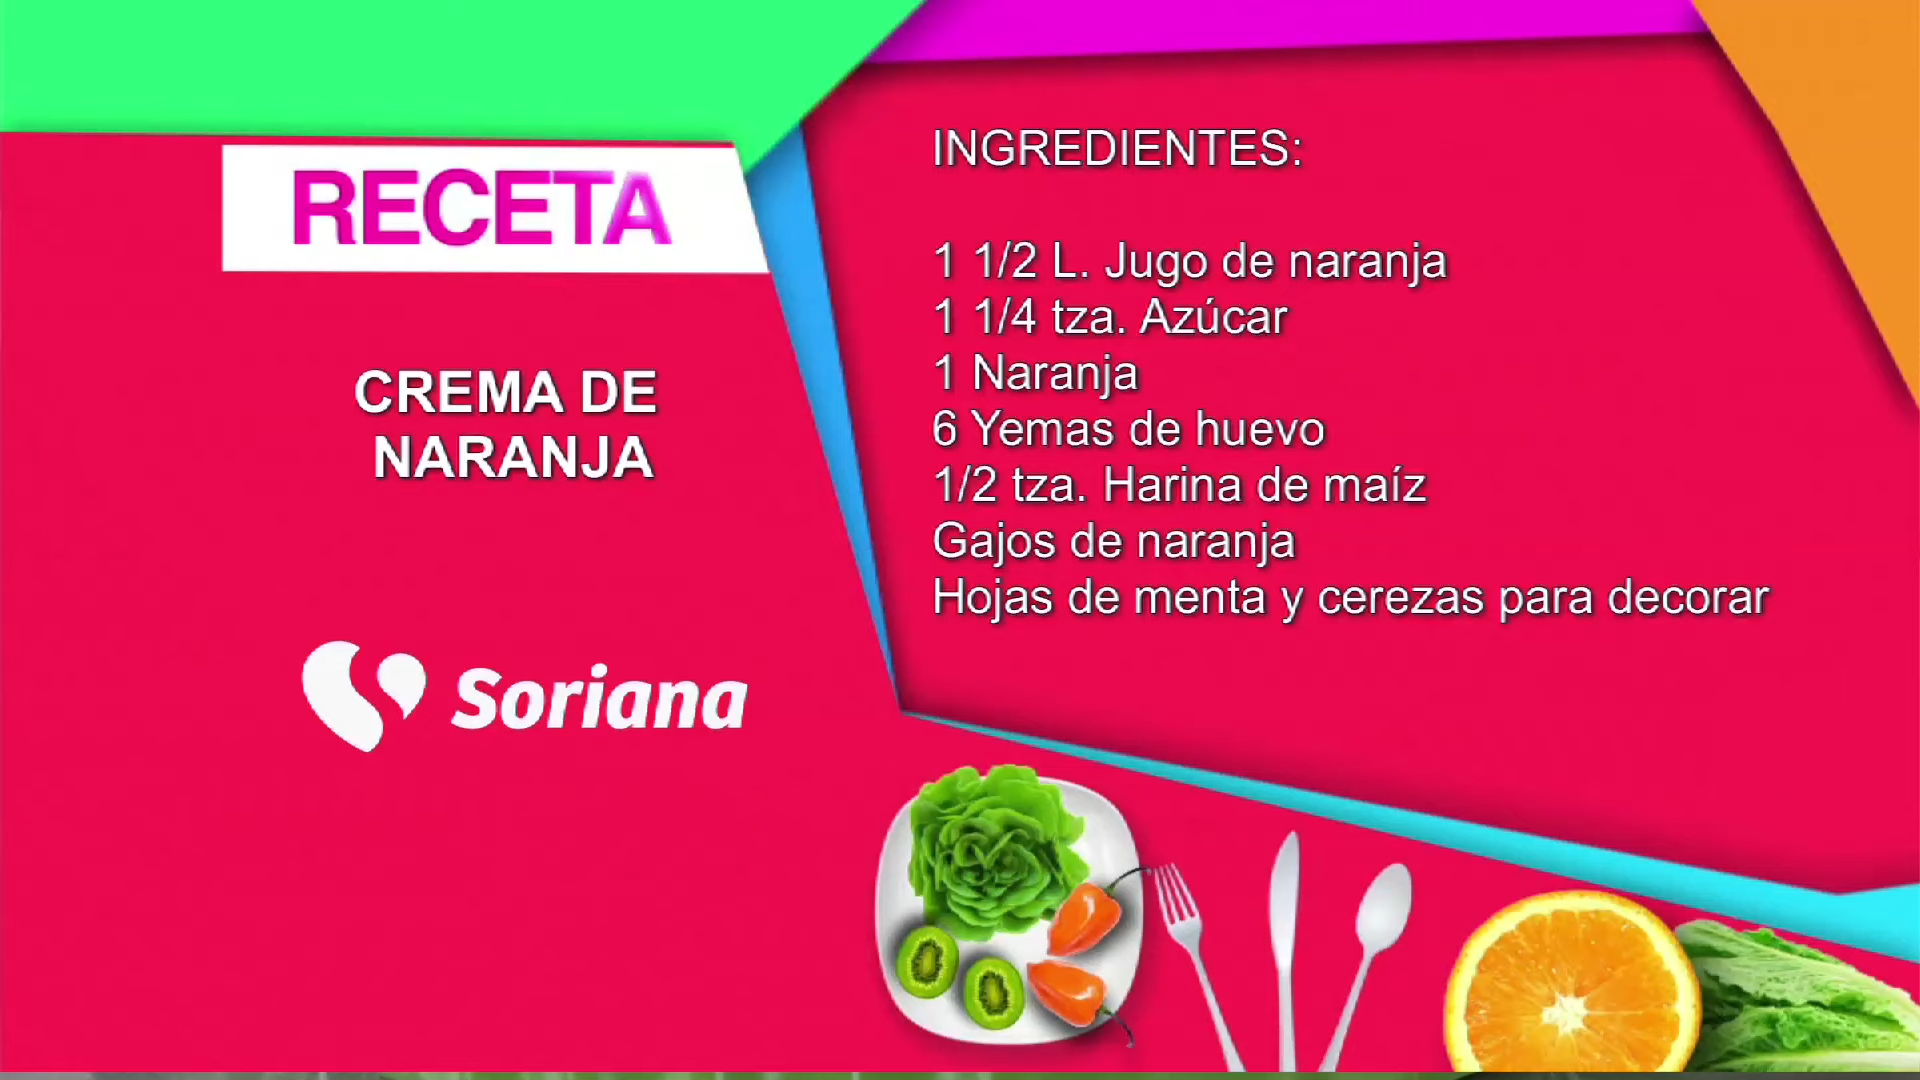 RECETA
CREMA DE
NARANJA
Soriana
INGREDIENTES:
1 1/2 L. Jugo de naranja
1 1/4 tza. Azúcar
1 Naranja
6 Yemas de huevo
1/2 tza. Harina de maíz
Gajos de naranja
Hojas de menta y cerezas para decorar